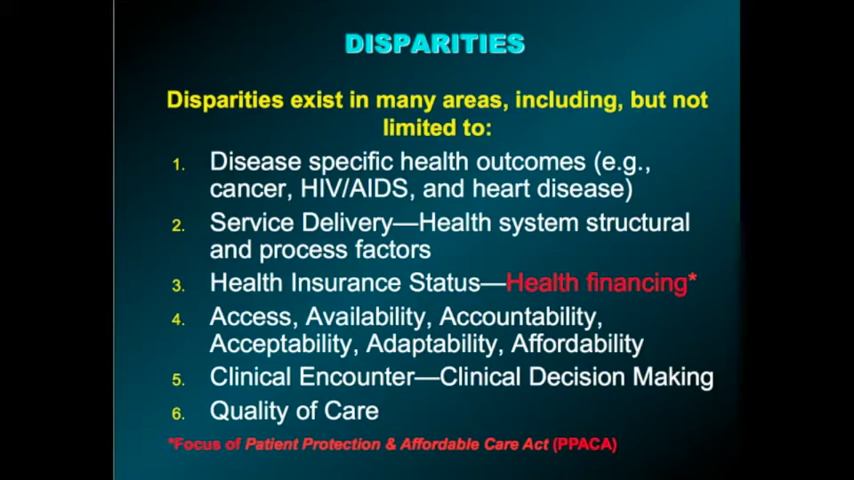 DISPARITIES
Disparities exist in many areas, including, but not
limited to:
1. Disease specific health outcomes (e.g.,
cancer, HIV/AIDS, and heart disease)
2. Service Delivery—Health system structural
and process factors
3. Health Insurance Status—Health financing*
4. Access, Availability, Accountability,
Acceptability, Adaptability, Affordability
5. Clinical Encounter—Clinical Decision Making
6. Quality of Care
*Focus of Patient Protection & Affordable Care Act (PPACA)